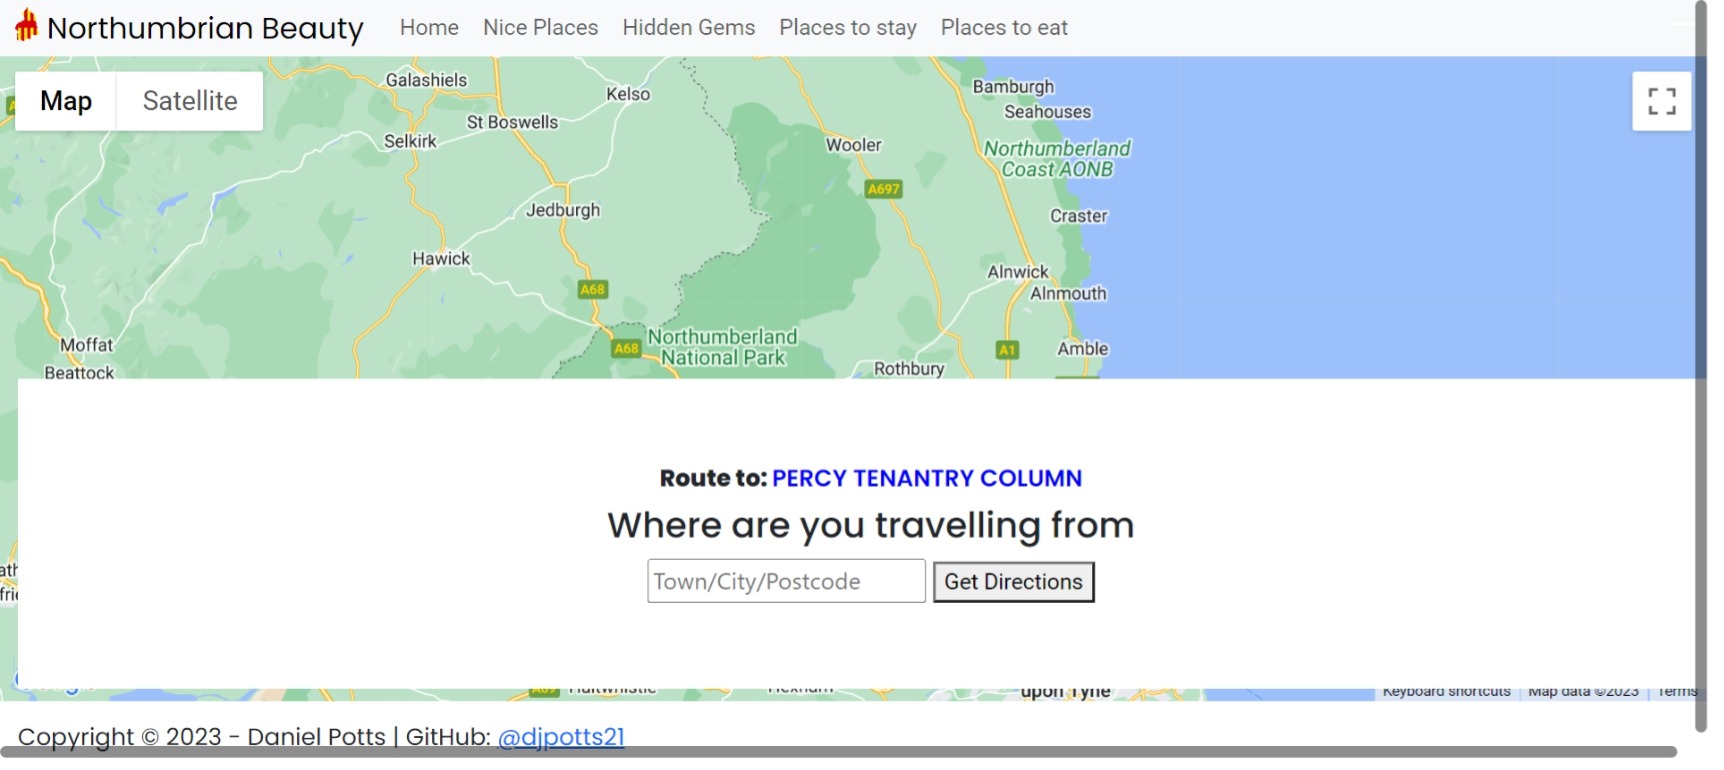 Northumbrian Beauty Home Nice Places Hidden Gems Places to stay Places to eat
Map Satellite
Galashiels
Kelso
St Boswells
Selkirk
Bamburgh
Seahouses
Wooler
Northumberland
Coast AONB
A697
Jedburgh
Craster
Hawick
Alnwick
A68
Alnmouth
Northumberland
National Park
A68
A1
Amble
Moffat
Beattock
Rothbury
Route to: PERCY TENANTRY COLUMN
Where are you travelling from
Town/City/Postcode Get Directions
upon Tyne
Keyboard shortcuts Map data ©2023 Terms
Copyright © 2023 - Daniel Potts | GitHub: @djpotts21